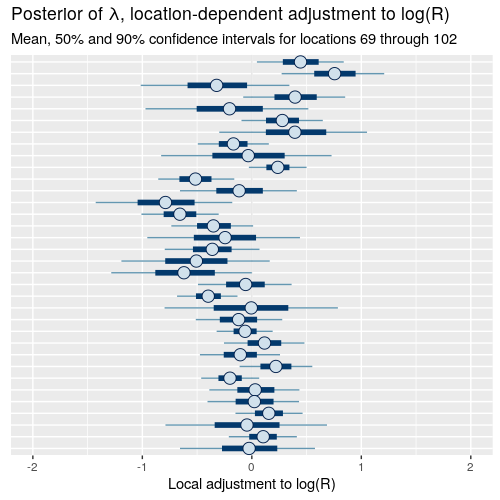 Posterior of λ, location-dependent adjustment to log(R)
Mean, 50% and 90% confidence intervals for locations 69 through 102
-2 -1 0 1 2
Local adjustment to log(R)